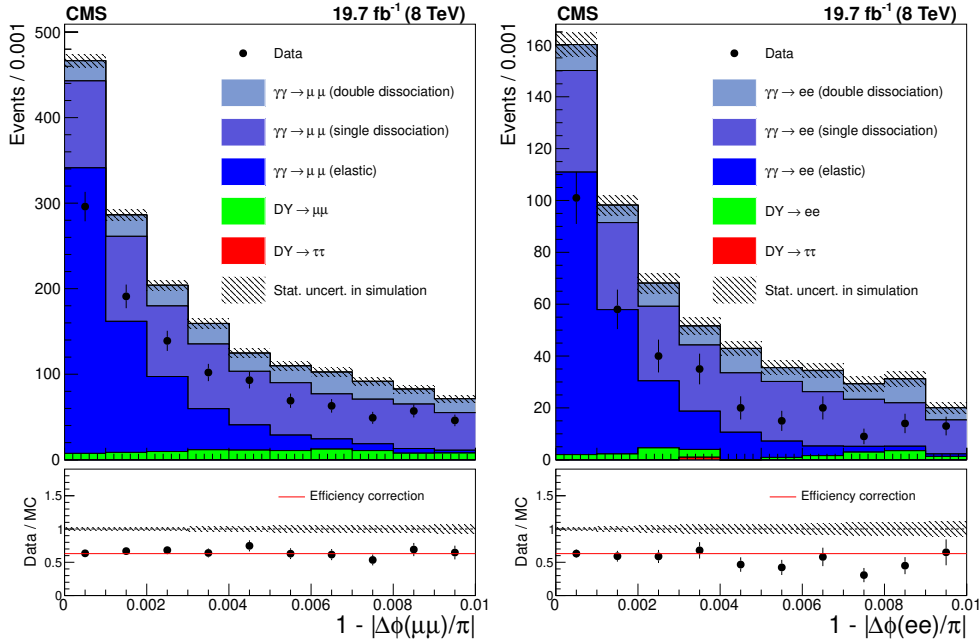 CMS 19.7 fb⁻¹ (8 TeV)
Events / 0.001
500
400
300
200
100
0
Data
γγ → μ μ (double dissociation)
γγ → μ μ (single dissociation)
γγ → μ μ (elastic)
DY → μμ
DY → ττ
Stat. uncert. in simulation
Data / MC
1.5
1
0.5
0
Efficiency correction
0 0.002 0.004 0.006 0.008 0.01
1 - |Δϕ(μμ)/π|
CMS 19.7 fb⁻¹ (8 TeV)
Events / 0.001
160
140
120
100
80
60
40
20
0
Data
γγ → ee (double dissociation)
γγ → ee (single dissociation)
γγ → ee (elastic)
DY → ee
DY → ττ
Stat. uncert. in simulation
Data / MC
1.5
1
0.5
0
Efficiency correction
0 0.002 0.004 0.006 0.008 0.01
1 - |Δϕ(ee)/π|